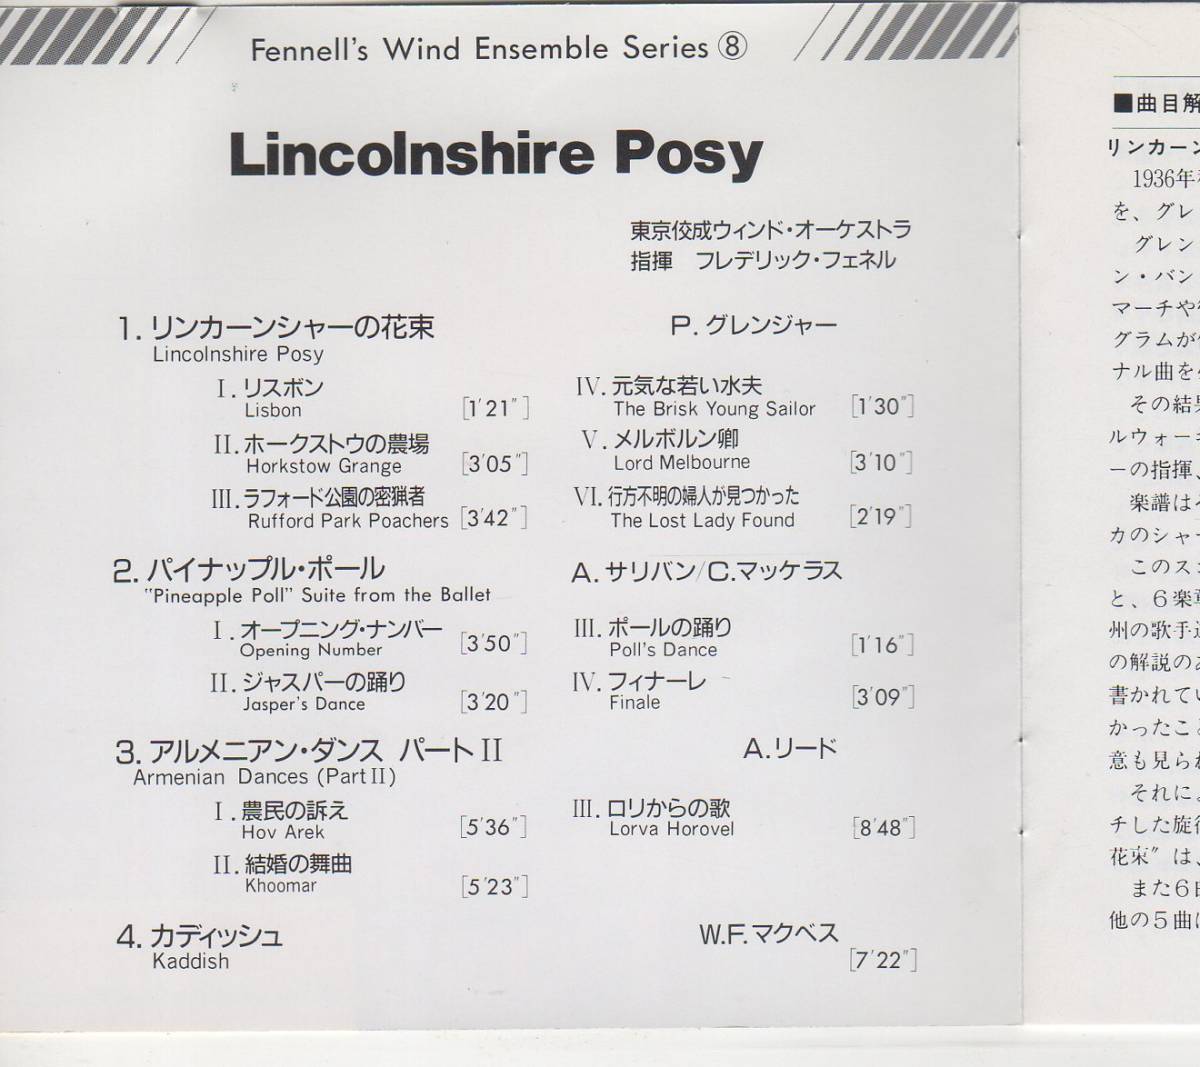 Fennell's Wind Ensemble Series ⑧
Lincolnshire Posy
東京佼成ウィンド・オーケストラ
指揮　フレデリック・フェネル
1. リンカーンシャーの花束　P. グレンジャー
Lincolnshire Posy
I. リスボン
Lisbon [1'21"]
II. ホークストウの農場
Horkstow Grange [3'05"]
III. ラフォード公園の密猟者
Rufford Park Poachers [3'42"]
IV. 元気な若い水夫
The Brisk Young Sailor [1'30"]
V. メルボルン卿
Lord Melbourne [3'10"]
VI. 行方不明の婦人が見つかった
The Lost Lady Found [2'19"]
2. パイナップル・ポール　A. サリバン/C.マッケラス
"Pineapple Poll" Suite from the Ballet
I. オープニング・ナンバー
Opening Number [3'50"]
II. ジャスパーの踊り
Jasper's Dance [3'20"]
III. ポールの踊り
Poll's Dance [1'16"]
IV. フィナーレ
Finale [3'09"]
3. アルメニアン・ダンス パートII　A.リード
Armenian Dances (Part II)
I. 農民の訴え
Hov Arek [5'36"]
II. 結婚の舞曲
Khoomar [5'23"]
III. ロリからの歌
Lorva Horovel [8'48"]
4. カディッシュ　W.F.マクベス
Kaddish [7'22"]
■曲目解
リンカーン
1936年
を、グレ
グレン
ン・バン
マーチや
グラムが
ナル曲を
その結果
ルウォー
ーの指揮、
楽譜は
カのシャー
このスコ
と、6楽章
州の歌手
の解説のあ
書かれてい
かったこと
意も見られ
それによ
チした旋律
花束"は、
また6曲
他の5曲は